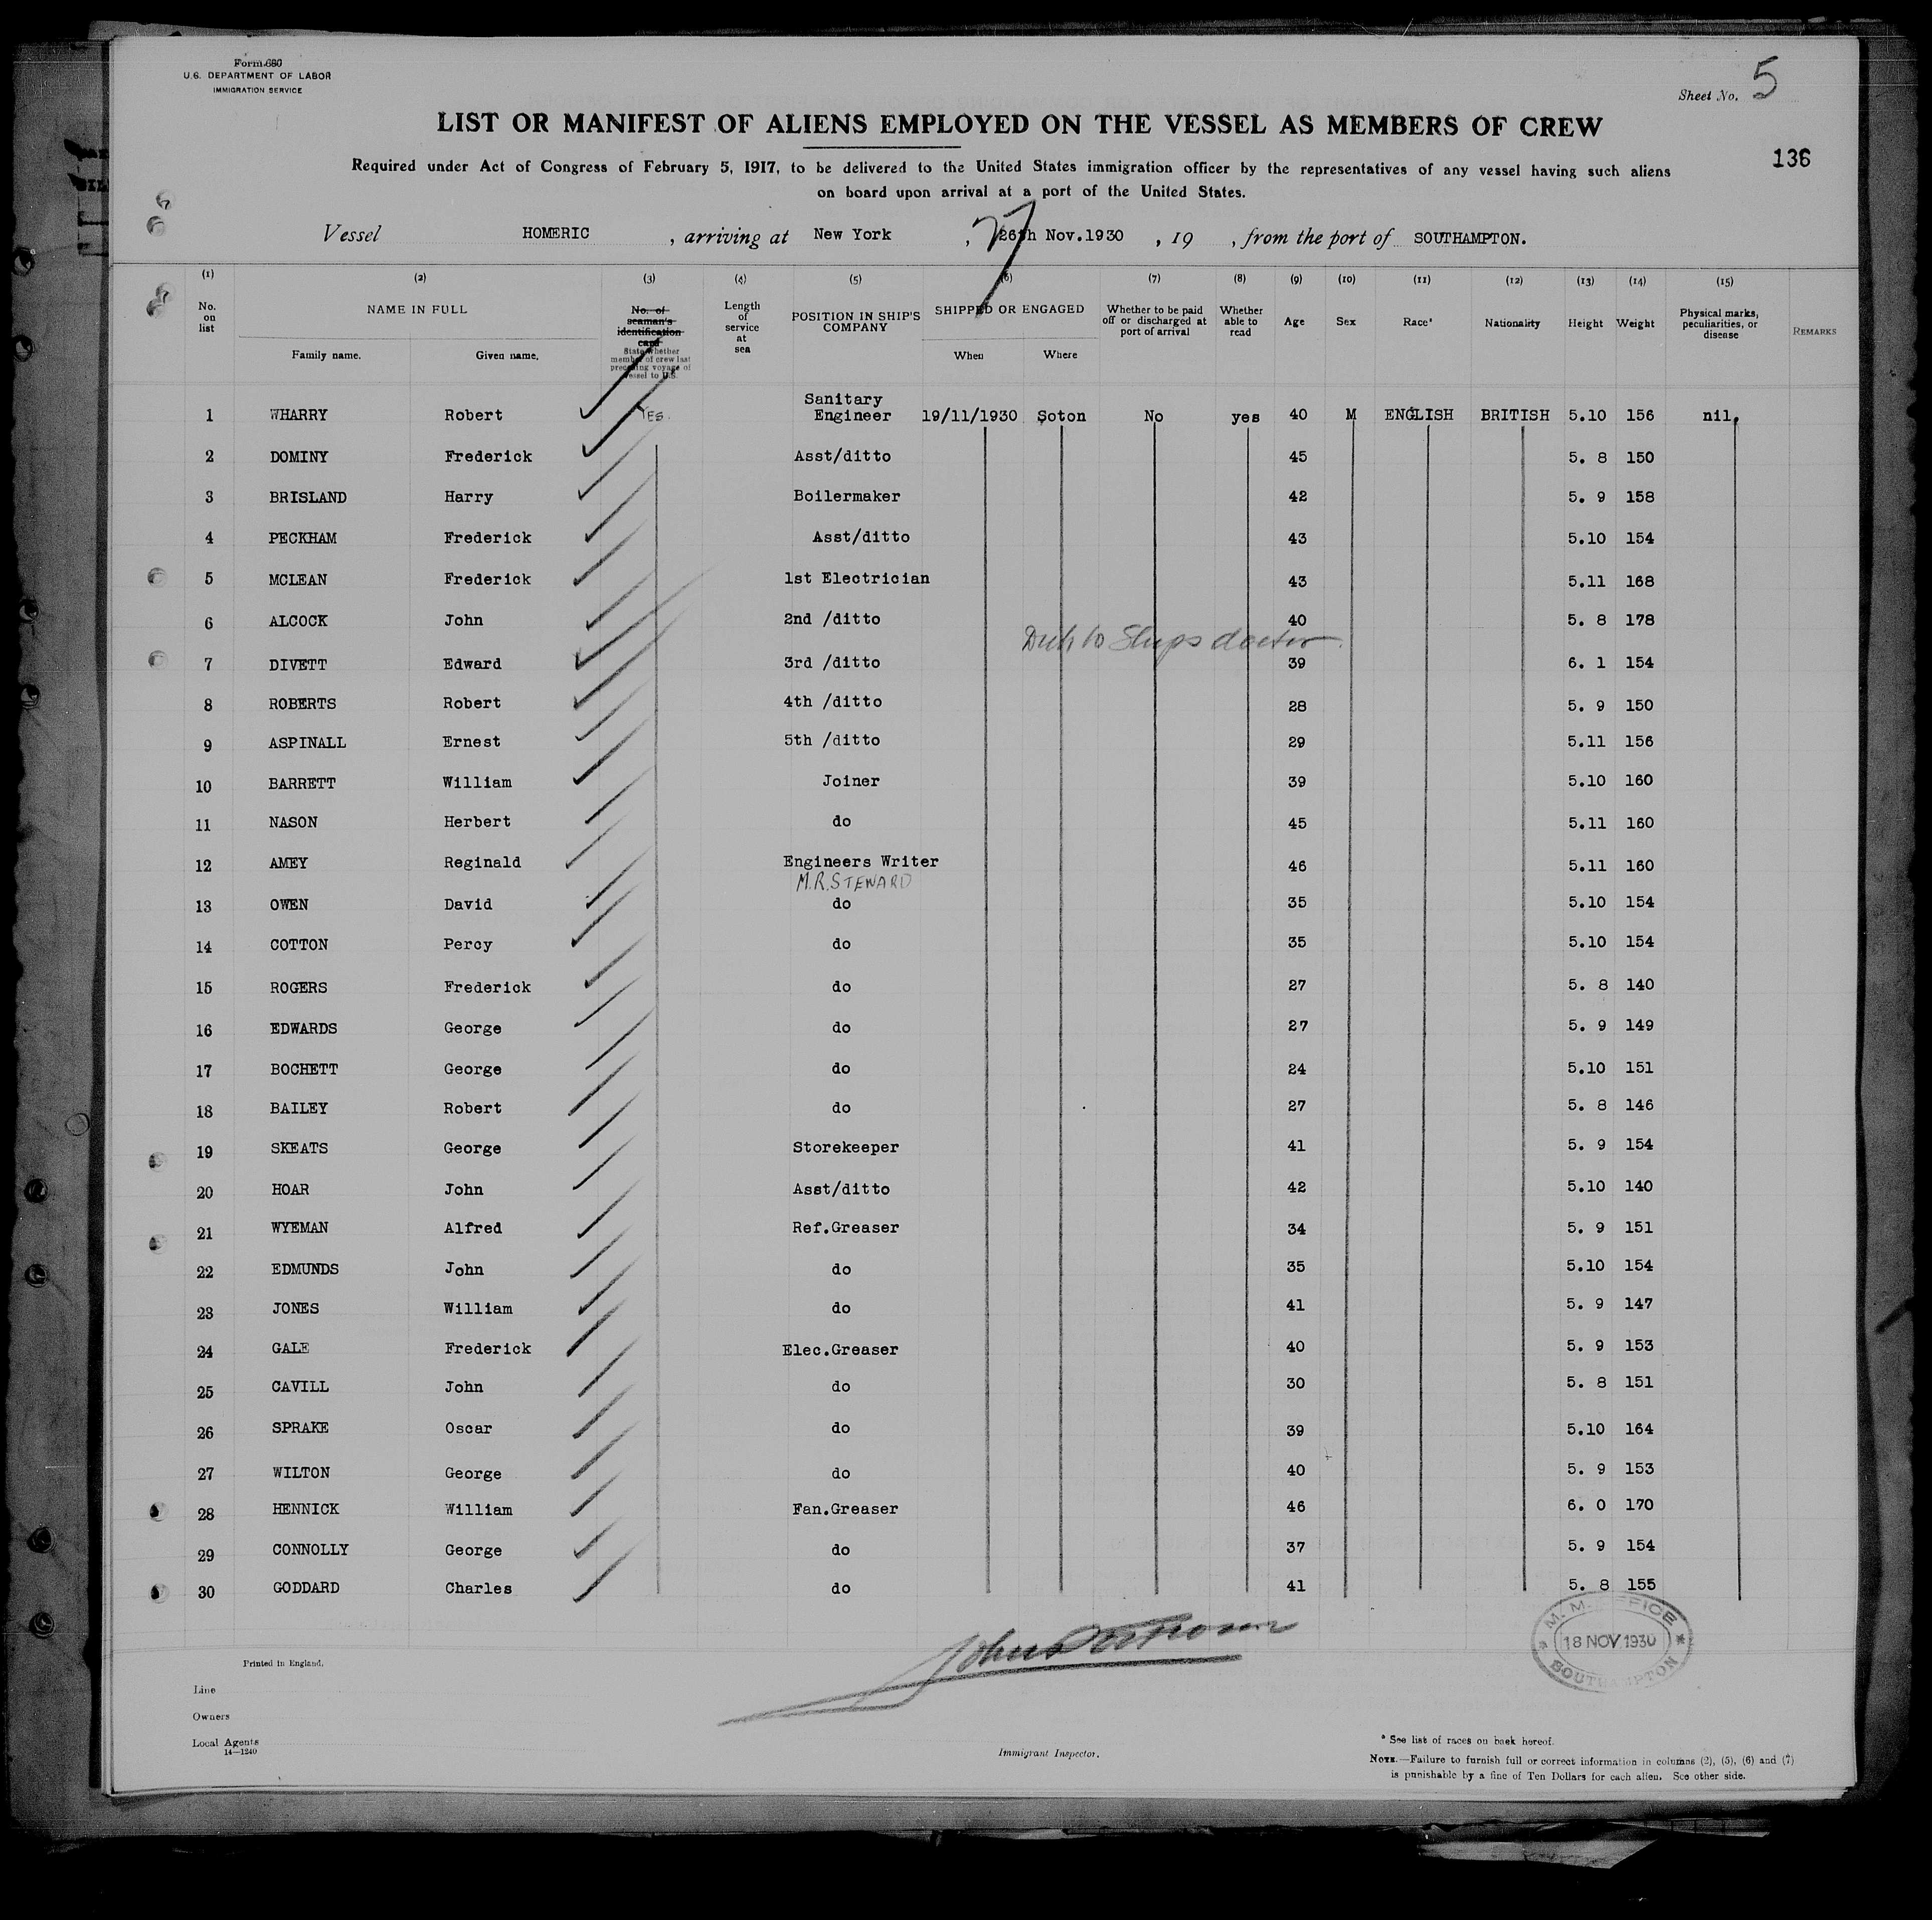 Form 680
U.S. DEPARTMENT OF LABOR
IMMIGRATION SERVICE
Sheet No. 5
LIST OR MANIFEST OF ALIENS EMPLOYED ON THE VESSEL AS MEMBERS OF CREW
136
Required under Act of Congress of February 5, 1917, to be delivered to the United States immigration officer by the representatives of any vessel having such aliens
on board upon arrival at a port of the United States.
Vessel HOMERIC , arriving at New York , 26th Nov.1930 , 19 , from the port of SOUTHAMPTON.
27
(1) (2) (3) (4) (5) (6) (7) (8) (9) (10) (11) (12) (13) (14) (15)
No. on list NAME IN FULL Family name. Given name. No. of seaman's identification card State whether member of crew last preceding voyage of vessel to U.S. Length of service at sea POSITION IN SHIP'S COMPANY SHIPPED OR ENGAGED When Where Whether to be paid off or discharged at port of arrival Whether able to read Age Sex Race* Nationality Height Weight Physical marks, peculiarities, or disease REMARKS
1 WHARRY Robert YES. Sanitary Engineer 19/11/1930 Soton No yes 40 M ENGLISH BRITISH 5.10 156 nil.
2 DOMINY Frederick Asst/ditto 45 5. 8 150
3 BRISLAND Harry Boilermaker 42 5. 9 158
4 PECKHAM Frederick Asst/ditto 43 5.10 154
5 MCLEAN Frederick 1st Electrician 43 5.11 168
6 ALCOCK John 2nd /ditto 40 5. 8 178
Ships doctor
7 DIVETT Edward 3rd /ditto 39 6. 1 154
8 ROBERTS Robert 4th /ditto 28 5. 9 150
9 ASPINALL Ernest 5th /ditto 29 5.11 156
10 BARRETT William Joiner 39 5.10 160
11 NASON Herbert do 45 5.11 160
12 AMEY Reginald Engineers Writer 46 5.11 160
M.R.STEWARD
13 OWEN David do 35 5.10 154
14 COTTON Percy do 35 5.10 154
15 ROGERS Frederick do 27 5. 8 140
16 EDWARDS George do 27 5. 9 149
17 BOCHETT George do 24 5.10 151
18 BAILEY Robert do 27 5. 8 146
19 SKEATS George Storekeeper 41 5. 9 154
20 HOAR John Asst/ditto 42 5.10 140
21 WYEMAN Alfred Ref.Greaser 34 5. 9 151
22 EDMUNDS John do 35 5.10 154
23 JONES William do 41 5. 9 147
24 GALE Frederick Elec.Greaser 40 5. 9 153
25 CAVILL John do 30 5. 8 151
26 SPRAKE Oscar do 39 5.10 164
27 WILTON George do 40 5. 9 153
28 HENNICK William Fan.Greaser 46 6. 0 170
29 CONNOLLY George do 37 5. 9 154
30 GODDARD Charles do 41 5. 8 155
M. M. OFFICE
18 NOV 1930
SOUTHAMPTON
Printed in England.
Line
Owners
Local Agents
14—1240
Immigrant Inspector.
* See list of races on back hereof.
NOTE.—Failure to furnish full or correct information in columns (2), (5), (6) and (7)
is punishable by a fine of Ten Dollars for each alien. See other side.